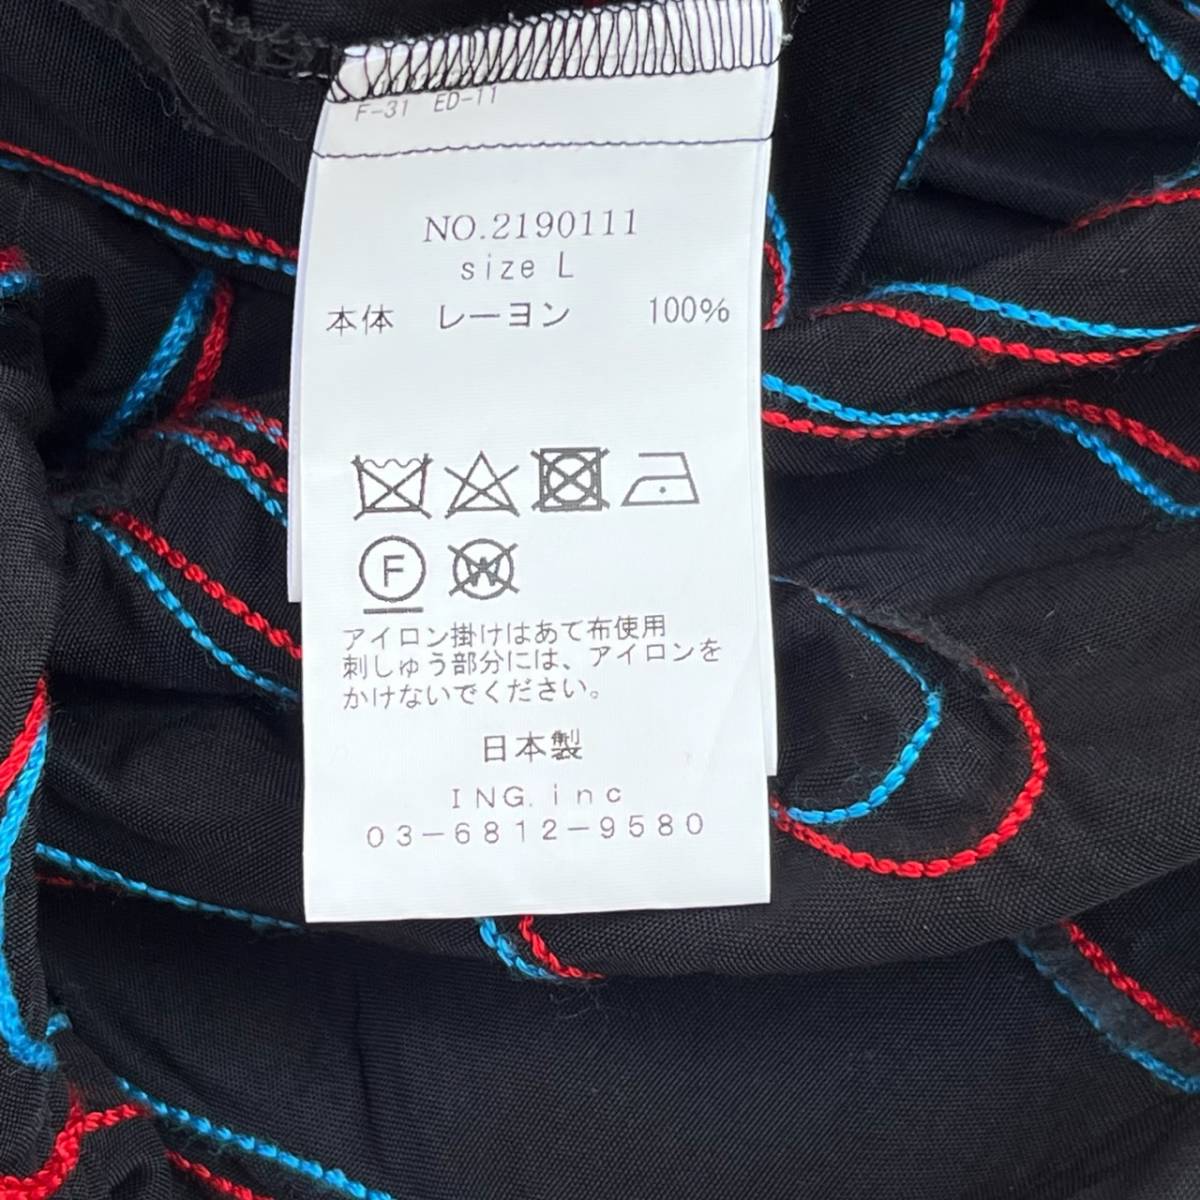 F-31 ED-11
NO.2190111
size L
本体 レーヨン 100%
F
W
アイロン掛けはあて布使用
刺しゅう部分には、アイロンを
かけないでください。
日本製
ING.inc
03-6812-9580